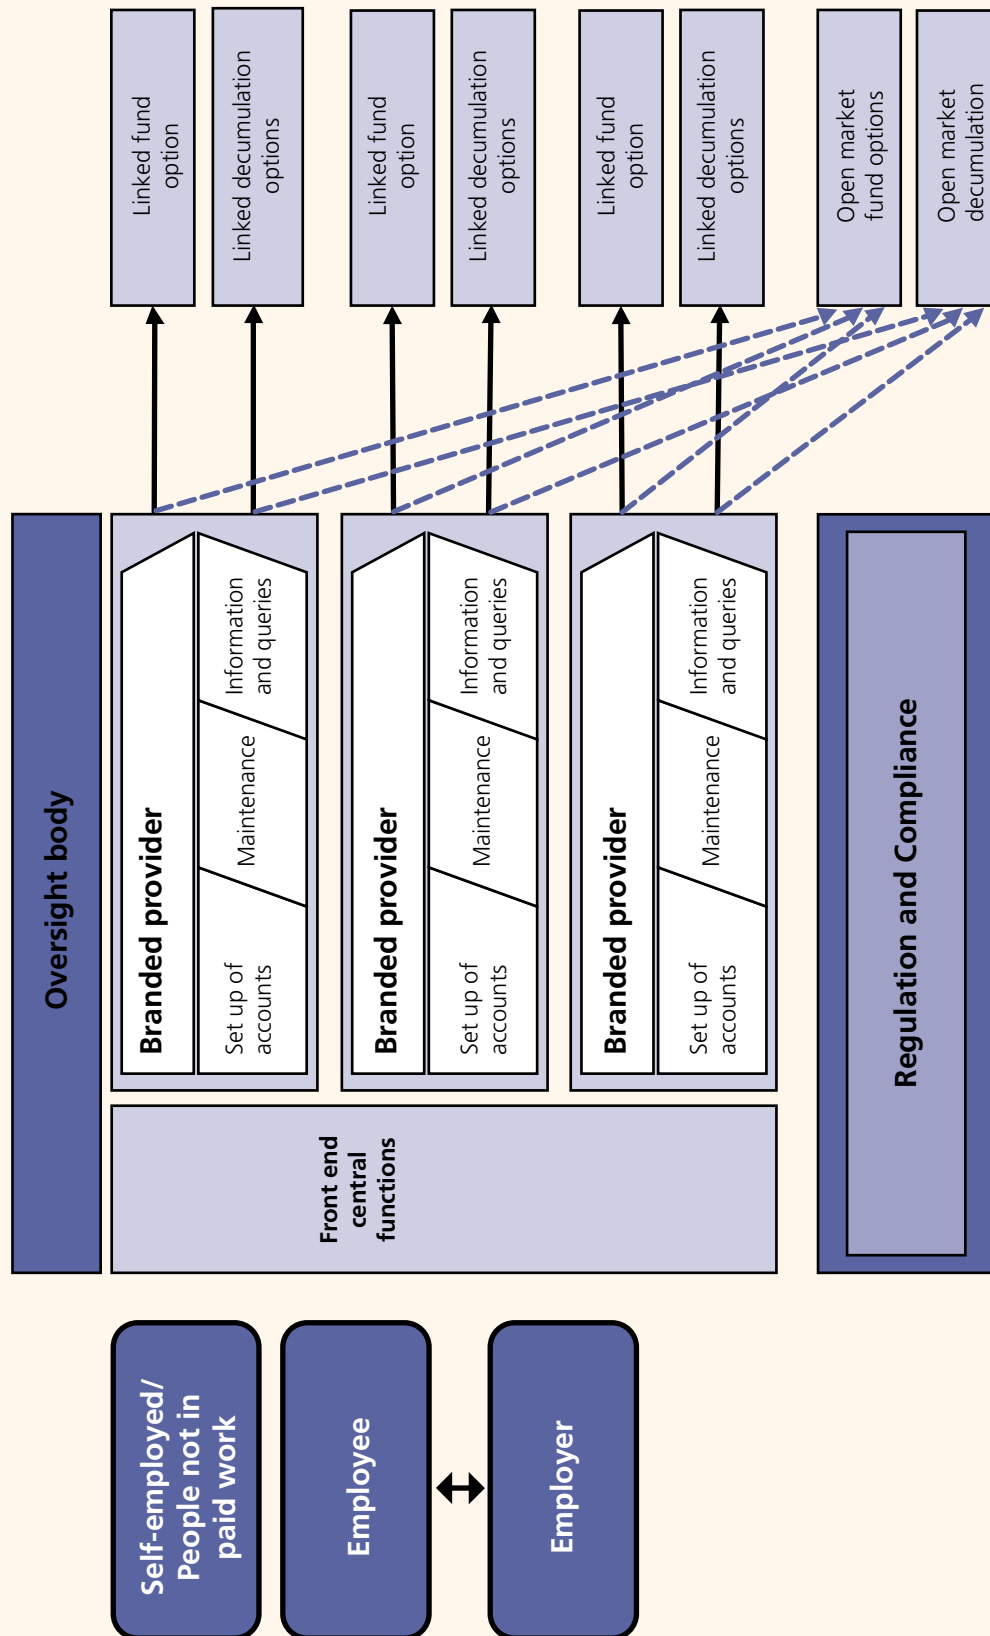 Self-employed/
People not in
paid work
Employee
Employer
Oversight body
Front end
central
functions
Branded provider
Set up of
accounts
Maintenance
Information
and queries
Linked fund
option
Linked decumulation
options
Branded provider
Set up of
accounts
Maintenance
Information
and queries
Linked fund
option
Linked decumulation
options
Branded provider
Set up of
accounts
Maintenance
Information
and queries
Linked fund
option
Linked decumulation
options
Regulation and Compliance
Open market
fund options
Open market
decumulation